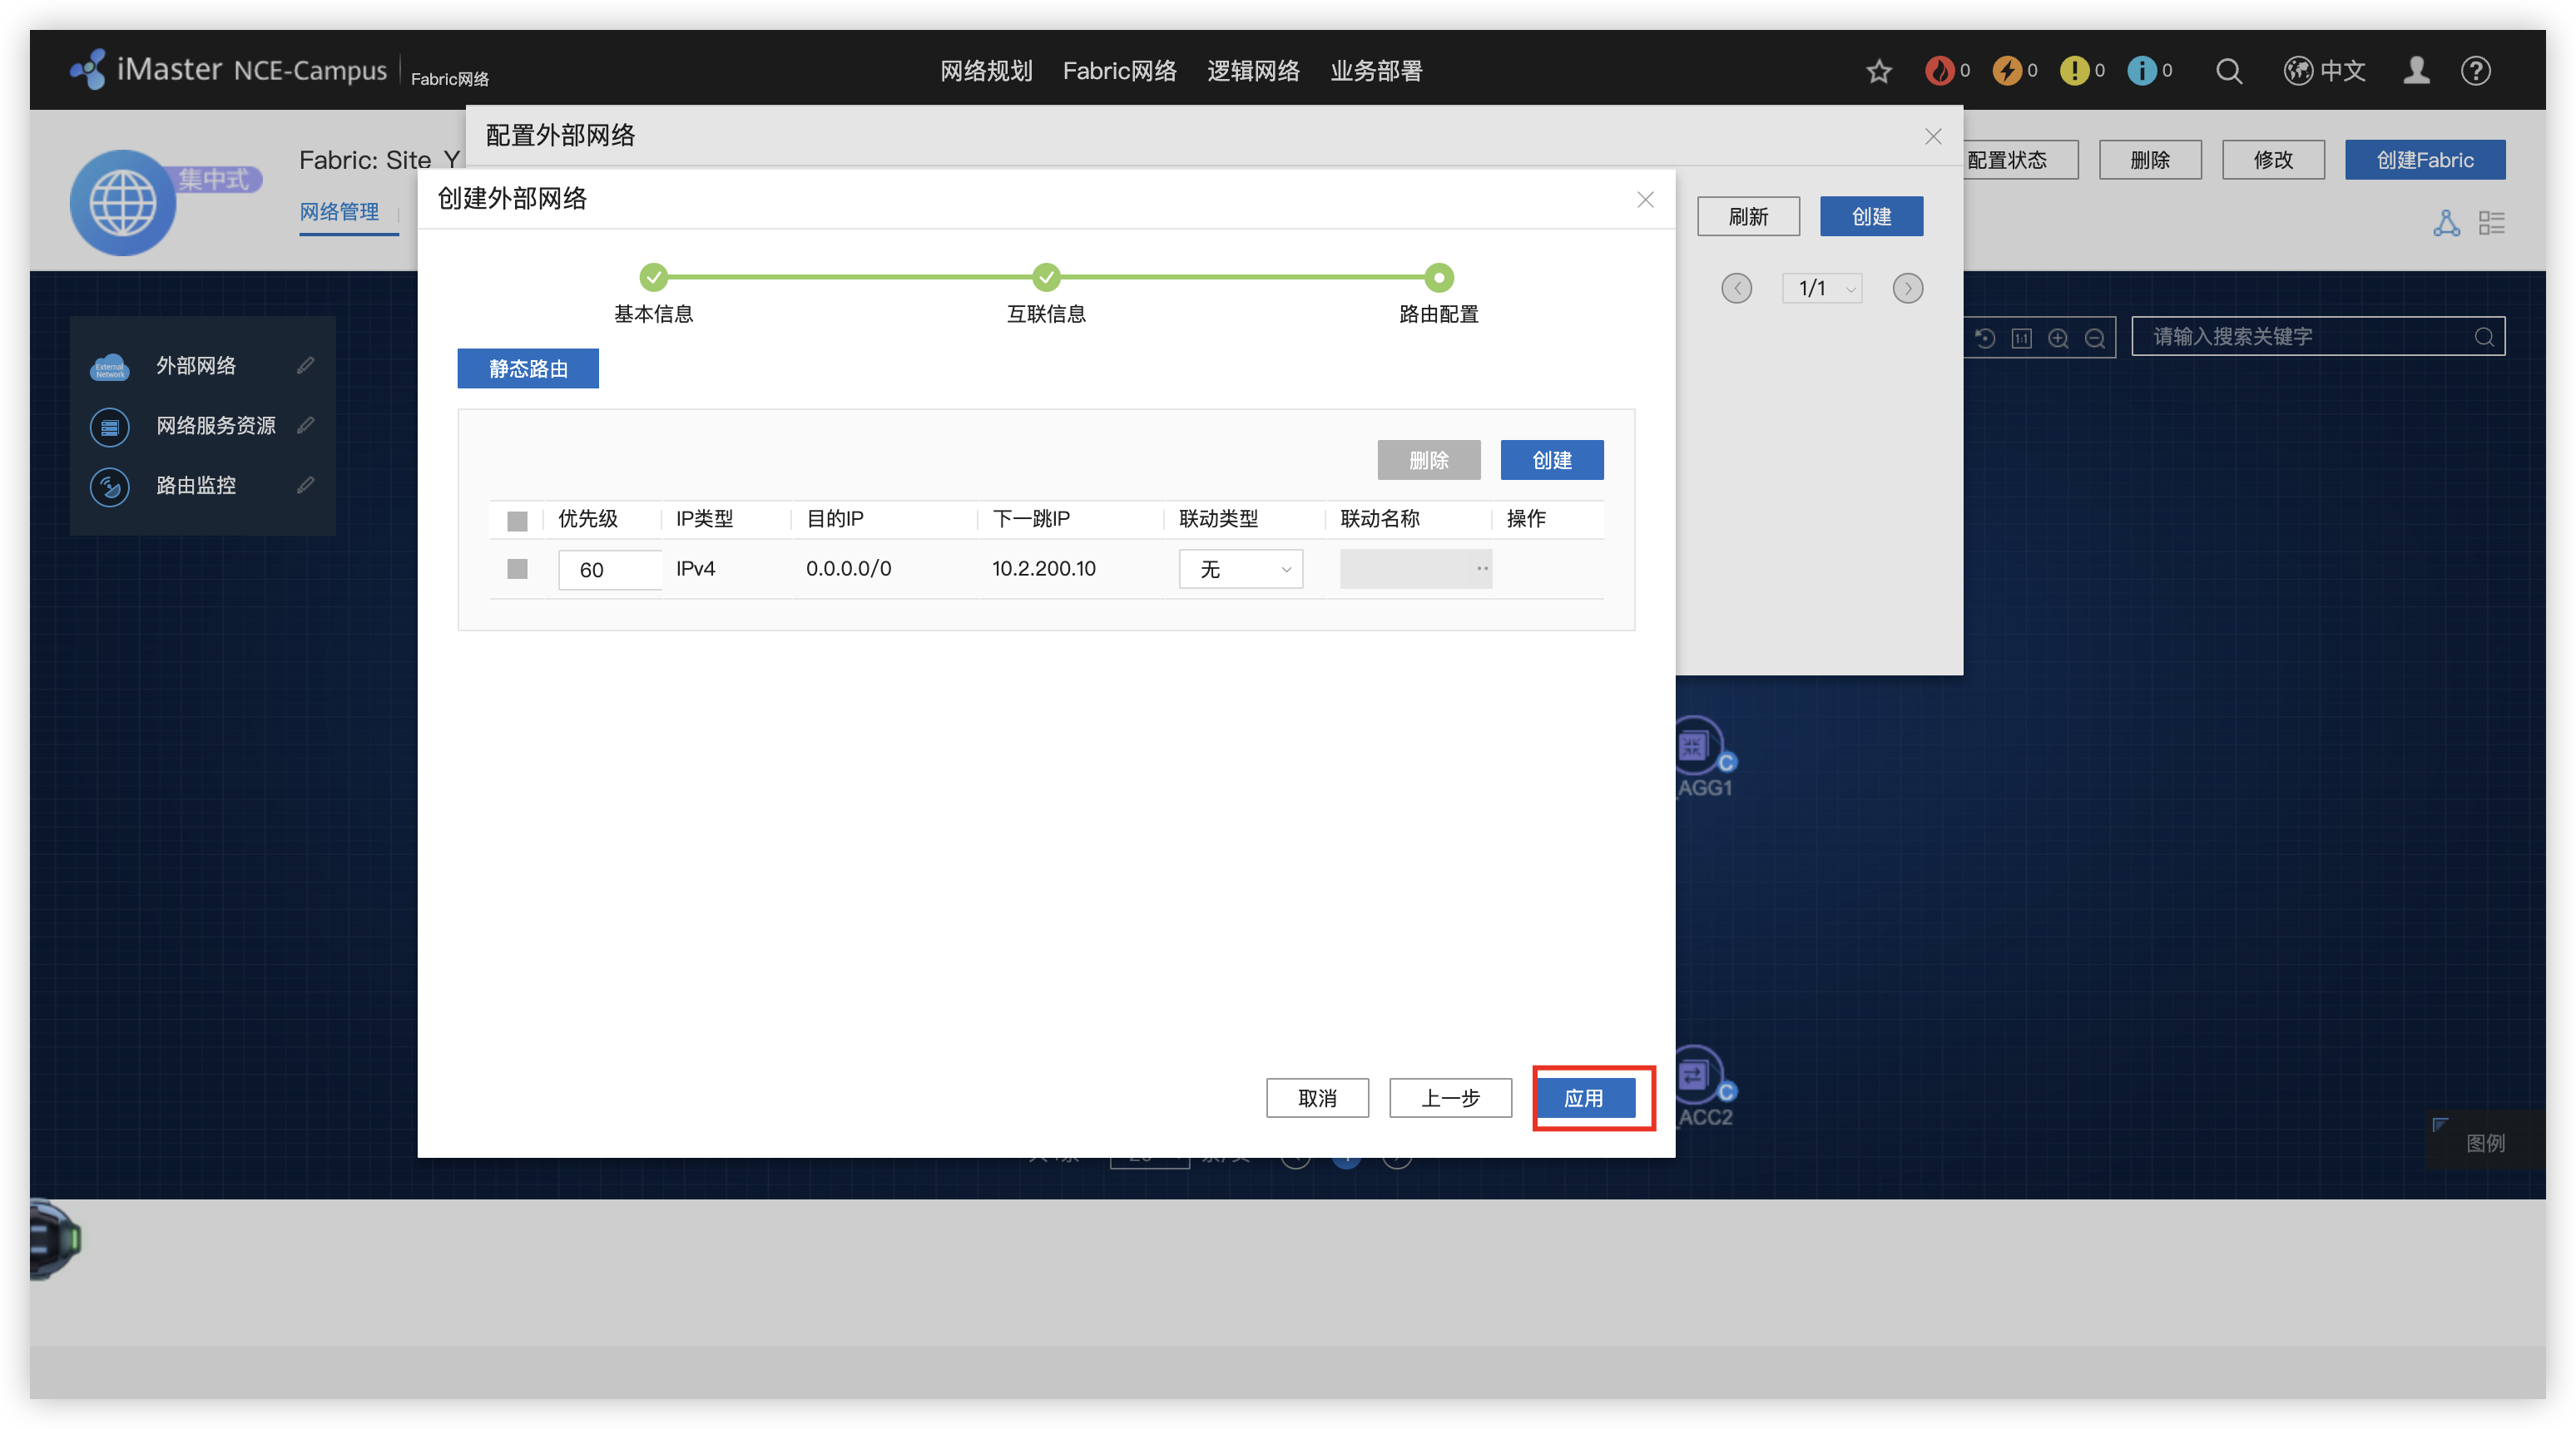 iMaster NCE-Campus Fabric网络
网络规划 Fabric网络 逻辑网络 业务部署
0 0 0 0 中文
配置外部网络
Fabric: Site_Y
集中式
网络管理
配置状态 删除 修改 创建Fabric
创建外部网络
刷新 创建
1/1
基本信息 互联信息 路由配置
1:1
请输入搜索关键字
External Network 外部网络
网络服务资源
路由监控
静态路由
删除 创建
优先级 IP类型 目的IP 下一跳IP 联动类型 联动名称 操作
60 IPv4 0.0.0.0/0 10.2.200.10 无
C
AGG1
取消 上一步 应用
C
ACC2
图例